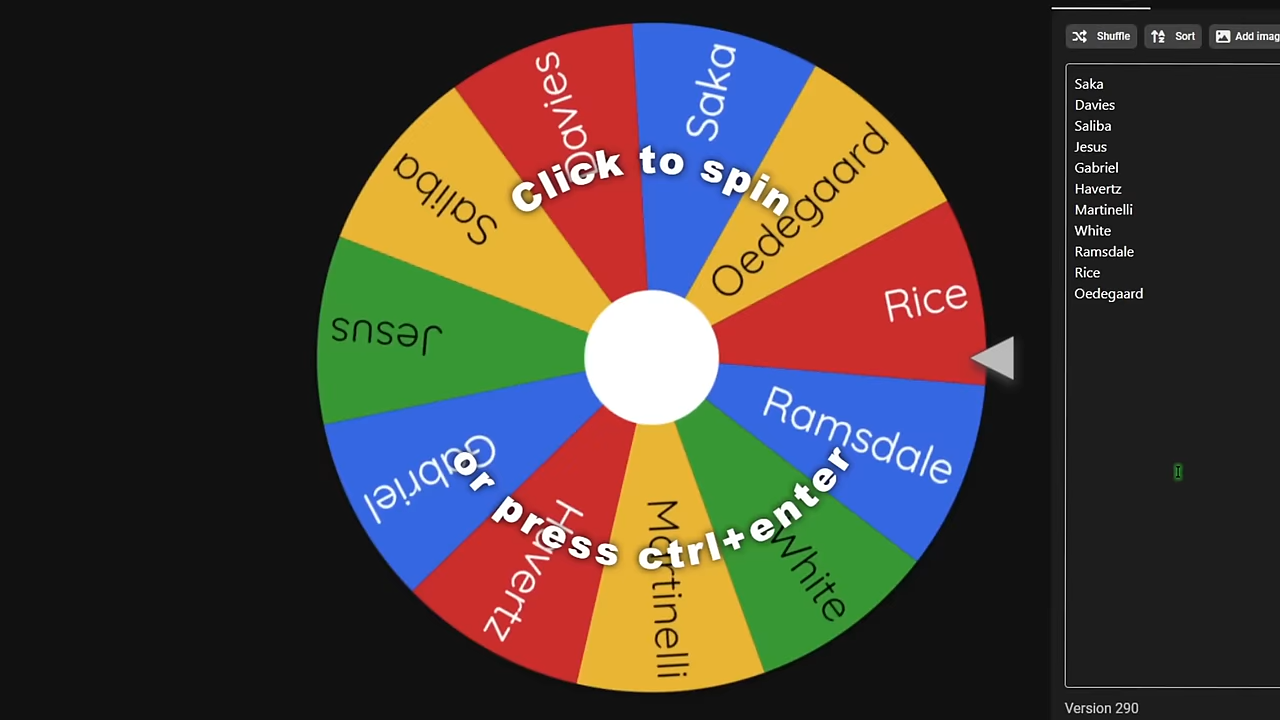 Shuffle
Sort
Add imag
Saka
Davies
Saliba
Jesus
Gabriel
Havertz
Martinelli
White
Ramsdale
Rice
Oedegaard
Version 290
Click to spin
or press ctrl+enter
Saka
Oedegaard
Rice
Ramsdale
White
Martinelli
Havertz
Gabriel
Jesus
Saliba
Davies